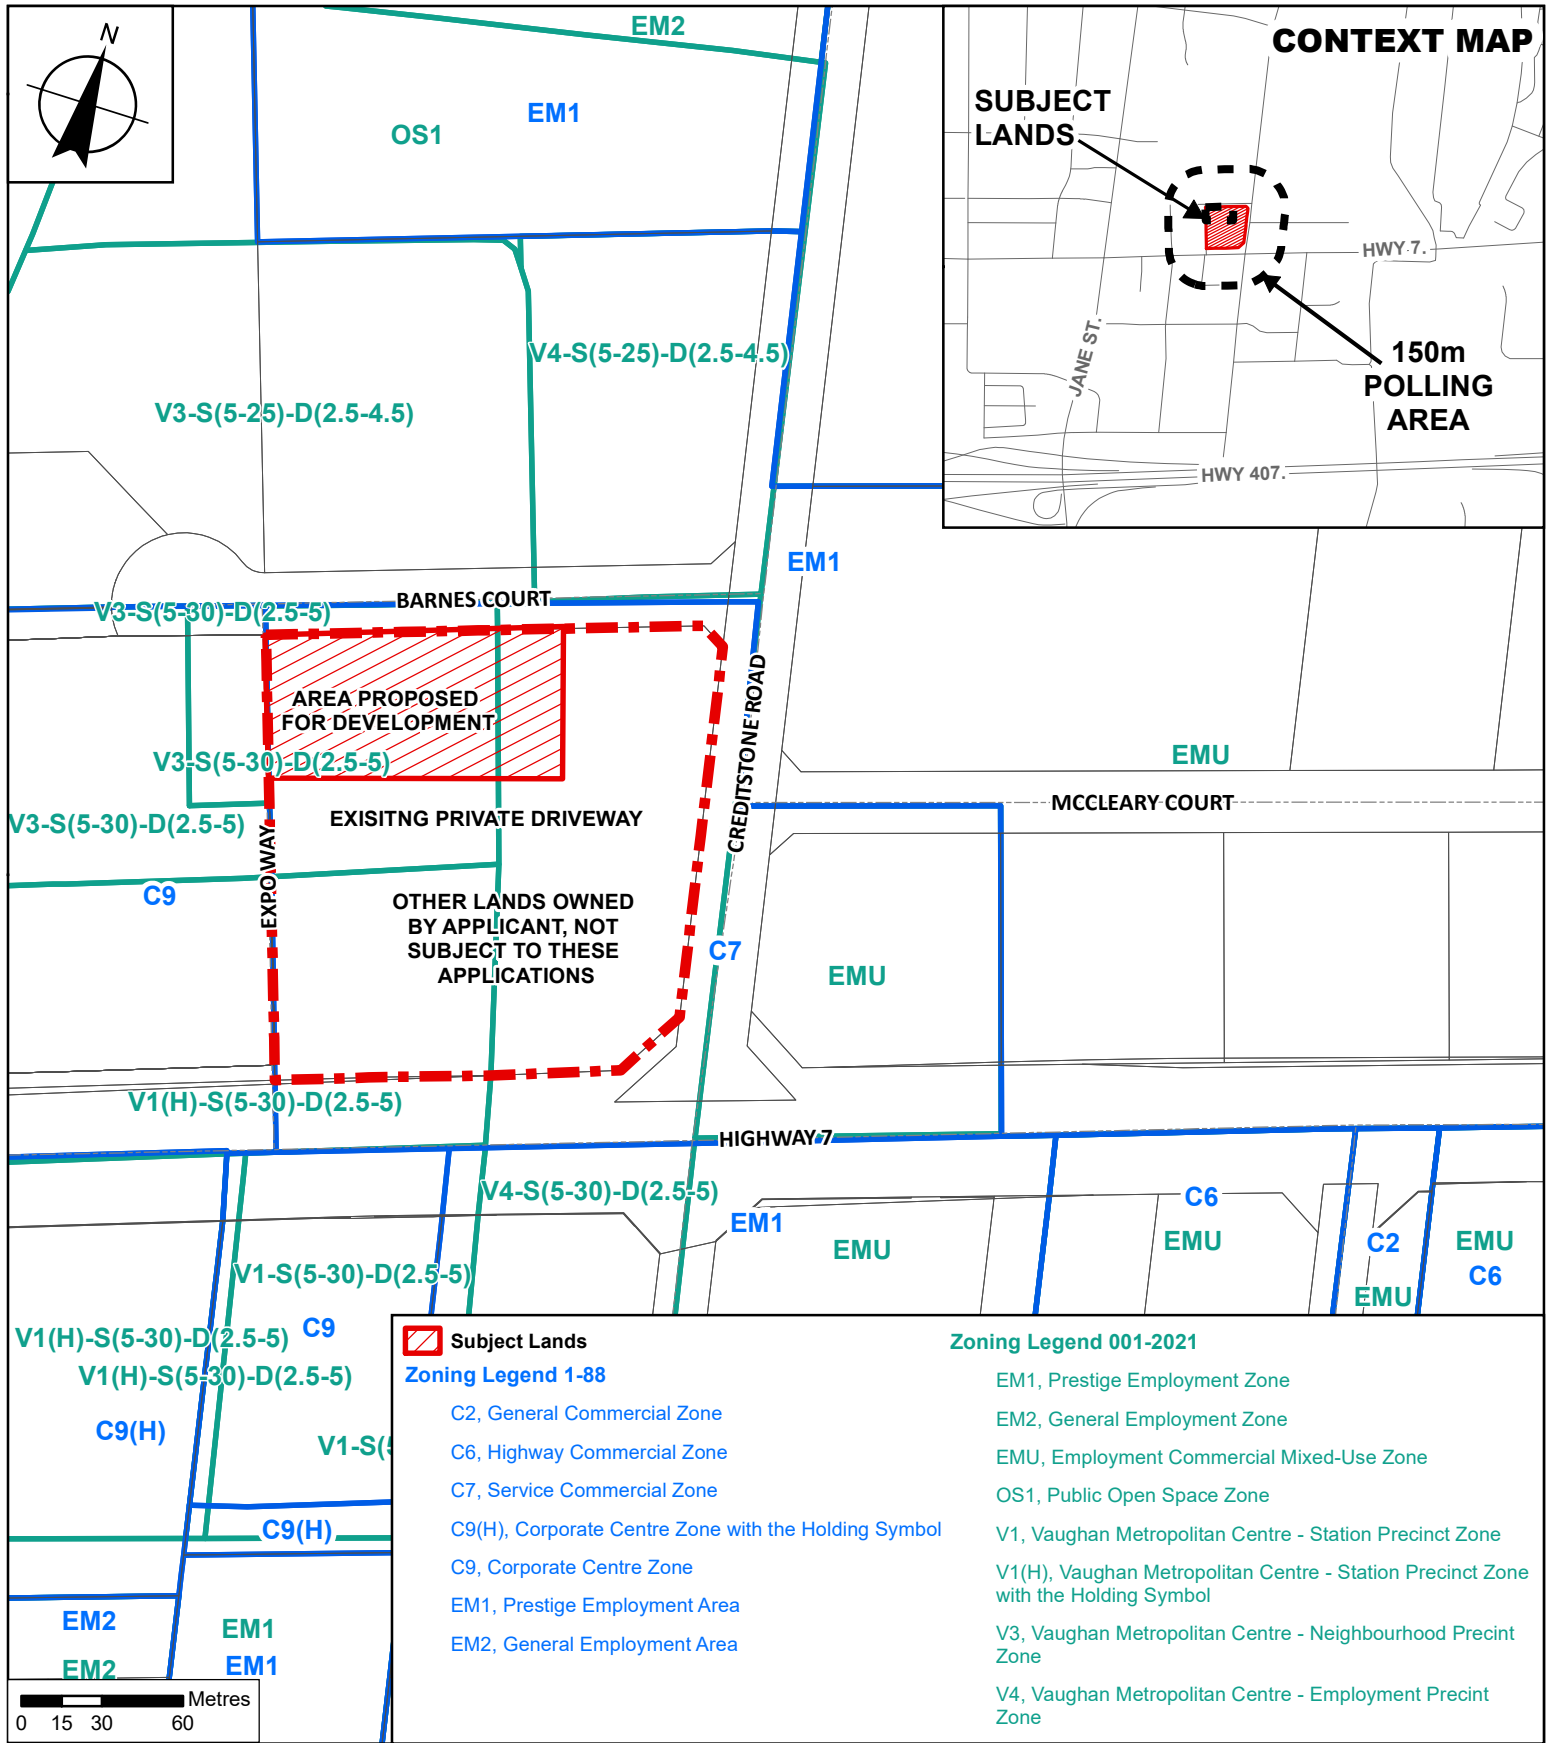 N
EM2
EM1
OS1
CONTEXT MAP
SUBJECT
LANDS
HWY 7.
JANE ST.
150m
POLLING
AREA
HWY 407.
V4-S(5-25)-D(2.5-4.5)
V3-S(5-25)-D(2.5-4.5)
EM1
BARNES COURT
V3-S(5-30)-D(2.5-5)
AREA PROPOSED
FOR DEVELOPMENT
V3-S(5-30)-D(2.5-5)
CREDITSTONE ROAD
EMU
MCCLEARY COURT
EXISITNG PRIVATE DRIVEWAY
V3-S(5-30)-D(2.5-5)
EXPO WAY
C9
OTHER LANDS OWNED
BY APPLICANT, NOT
SUBJECT TO THESE
APPLICATIONS
C7
EMU
V1(H)-S(5-30)-D(2.5-5)
HIGHWAY 7
V4-S(5-30)-D(2.5-5)
EM1
C6
EMU
EMU
C2
EMU
EMU
C6
V1-S(5-30)-D(2.5-5)
C9
V1(H)-S(5-30)-D(2.5-5)
V1(H)-S(5-30)-D(2.5-5)
C9(H)
V1-S(5
C9(H)
EM2
EM1
EM2
EM1
Metres
0 15 30 60
Subject Lands
Zoning Legend 1-88
C2, General Commercial Zone
C6, Highway Commercial Zone
C7, Service Commercial Zone
C9(H), Corporate Centre Zone with the Holding Symbol
C9, Corporate Centre Zone
EM1, Prestige Employment Area
EM2, General Employment Area
Zoning Legend 001-2021
EM1, Prestige Employment Zone
EM2, General Employment Zone
EMU, Employment Commercial Mixed-Use Zone
OS1, Public Open Space Zone
V1, Vaughan Metropolitan Centre - Station Precinct Zone
V1(H), Vaughan Metropolitan Centre - Station Precinct Zone
with the Holding Symbol
V3, Vaughan Metropolitan Centre - Neighbourhood Precint
Zone
V4, Vaughan Metropolitan Centre - Employment Precint
Zone